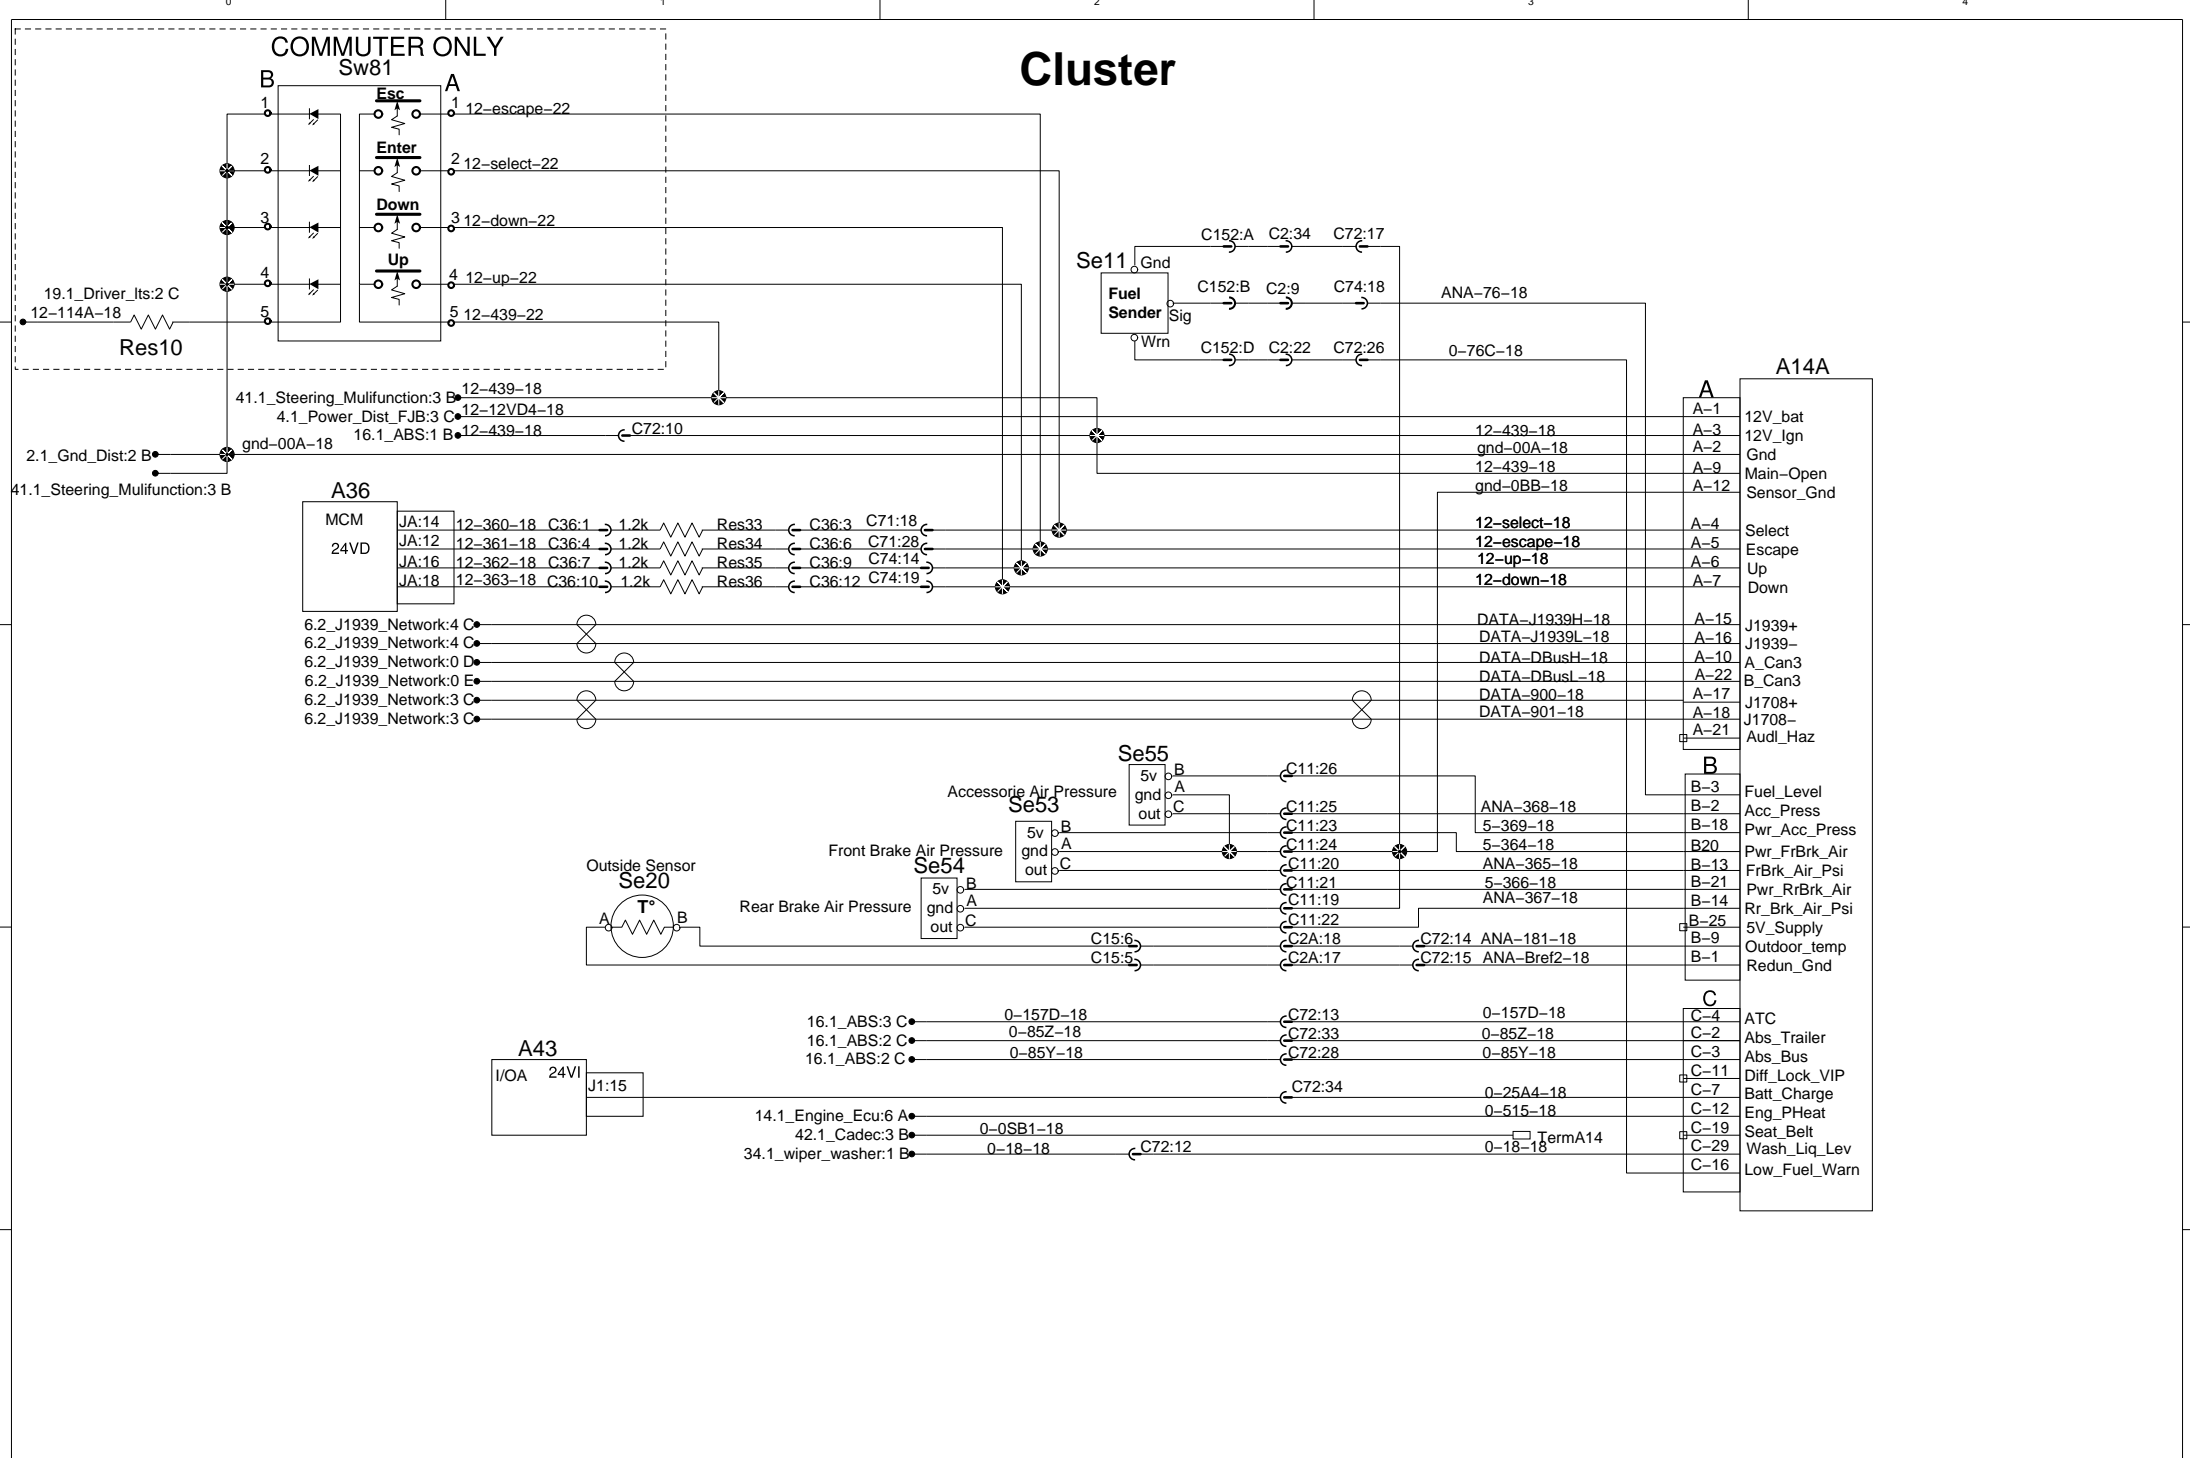 0 1 2 3 4
COMMUTER ONLY
Cluster
Sw81
B A
Esc
1 1 12-escape-22
Enter
2 2 12-select-22
Down
3 3 12-down-22
Up
4 4 12-up-22
19.1_Driver_lts:2 C
12-114A-18
5 5 12-439-22
Res10
C152:A C2:34 C72:17
Se11 Gnd
C152:B C2:9 C74:18 ANA-76-18
Fuel
Sender
Sig
Wrn
C152:D C2:22 C72:26 0-76C-18
A14A
A
41.1_Steering_Mulifunction:3 B 12-439-18
4.1_Power_Dist_FJB:3 C 12-12VD4-18 A-1 12V_bat
16.1_ABS:1 B 12-439-18 C72:10 12-439-18 A-3 12V_Ign
2.1_Gnd_Dist:2 B gnd-00A-18 gnd-00A-18 A-2 Gnd
12-439-18 A-9 Main-Open
41.1_Steering_Mulifunction:3 B
gnd-0BB-18 A-12 Sensor_Gnd
A36
MCM
24VD
JA:14 12-360-18 C36:1 1.2k Res33 C36:3 C71:18 12-select-18 A-4 Select
JA:12 12-361-18 C36:4 1.2k Res34 C36:6 C71:28 12-escape-18 A-5 Escape
JA:16 12-362-18 C36:7 1.2k Res35 C36:9 C74:14 12-up-18 A-6 Up
JA:18 12-363-18 C36:10 1.2k Res36 C36:12 C74:19 12-down-18 A-7 Down
6.2_J1939_Network:4 C DATA-J1939H-18 A-15 J1939+
6.2_J1939_Network:4 C DATA-J1939L-18 A-16 J1939-
6.2_J1939_Network:0 D DATA-DBusH-18 A-10 A_Can3
6.2_J1939_Network:0 E DATA-DBusL-18 A-22 B_Can3
6.2_J1939_Network:3 C DATA-900-18 A-17 J1708+
6.2_J1939_Network:3 C DATA-901-18 A-18 J1708-
A-21 Audl_Haz
Se55
B
5v B C11:26
Accessorie Air Pressure gnd A B-3 Fuel_Level
out C C11:25 ANA-368-18 B-2 Acc_Press
Se53
5v B C11:23 5-369-18 B-18 Pwr_Acc_Press
Front Brake Air Pressure gnd A C11:24 5-364-18 B20 Pwr_FrBrk_Air
out C C11:20 ANA-365-18 B-13 FrBrk_Air_Psi
Se54
5v B C11:21 5-366-18 B-21 Pwr_RrBrk_Air
Rear Brake Air Pressure gnd A C11:19 ANA-367-18 B-14 Rr_Brk_Air_Psi
out C C11:22 B-25 5V_Supply
Outside Sensor
Se20
T°
A B
C15:6 C2A:18 C72:14 ANA-181-18 B-9 Outdoor_temp
C15:5 C2A:17 C72:15 ANA-Bref2-18 B-1 Redun_Gnd
C
16.1_ABS:3 C 0-157D-18 C72:13 0-157D-18 C-4 ATC
16.1_ABS:2 C 0-85Z-18 C72:33 0-85Z-18 C-2 Abs_Trailer
16.1_ABS:2 C 0-85Y-18 C72:28 0-85Y-18 C-3 Abs_Bus
C-11 Diff_Lock_VIP
A43
I/OA 24VI
J1:15 C72:34 0-25A4-18 C-7 Batt_Charge
14.1_Engine_Ecu:6 A 0-515-18 C-12 Eng_PHeat
42.1_Cadec:3 B 0-0SB1-18 TermA14 C-19 Seat_Belt
34.1_wiper_washer:1 B 0-18-18 C72:12 0-18-18 C-29 Wash_Liq_Lev
C-16 Low_Fuel_Warn